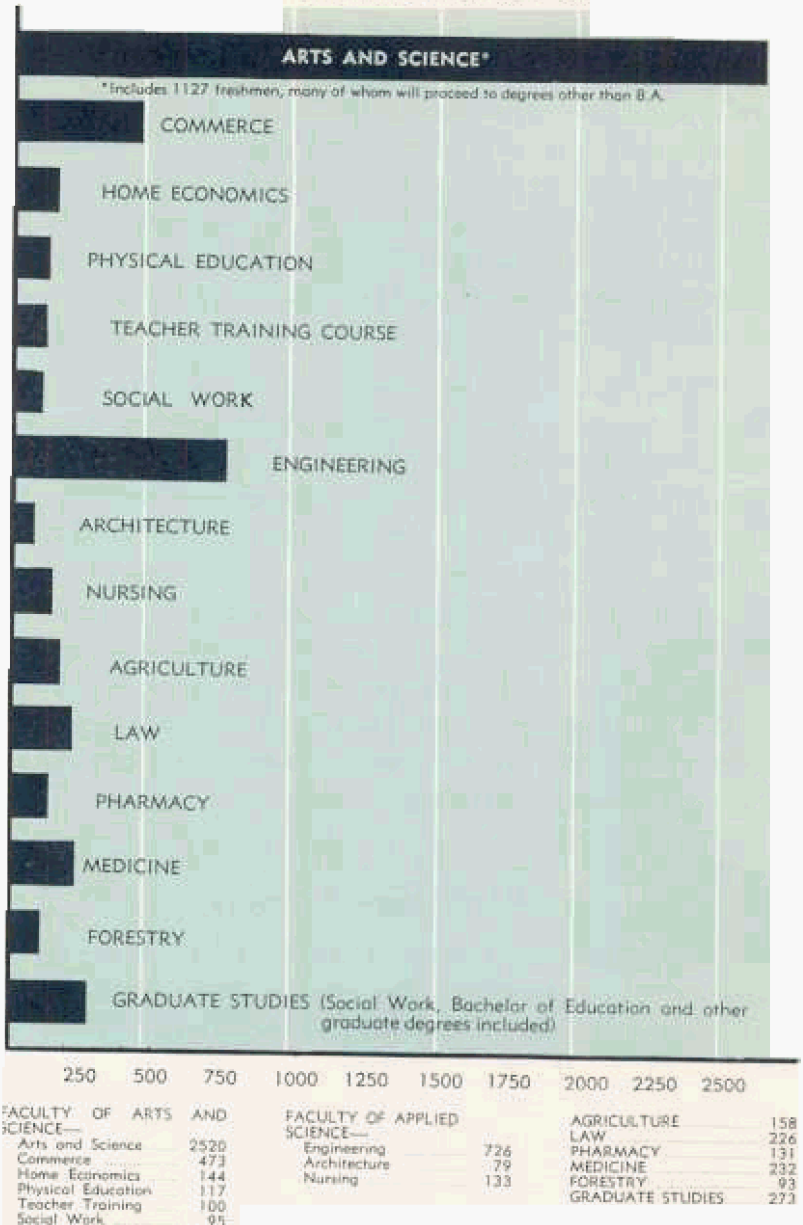 ARTS AND SCIENCE*
*Includes 1127 freshmen, many of whom will proceed to degrees other than B.A.
COMMERCE
HOME ECONOMICS
PHYSICAL EDUCATION
TEACHER TRAINING COURSE
SOCIAL WORK
ENGINEERING
ARCHITECTURE
NURSING
AGRICULTURE
LAW
PHARMACY
MEDICINE
FORESTRY
GRADUATE STUDIES (Social Work, Bachelor of Education and other
graduate degrees included)
250 500 750 1000 1250 1500 1750 2000 2250 2500
FACULTY OF ARTS AND
SCIENCE—
Arts and Science 2520
Commerce 473
Home Economics 144
Physical Education 117
Teacher Training 100
Social Work 95
FACULTY OF APPLIED
SCIENCE—
Engineering 726
Architecture 79
Nursing 133
AGRICULTURE 158
LAW 226
PHARMACY 131
MEDICINE 232
FORESTRY 93
GRADUATE STUDIES 273